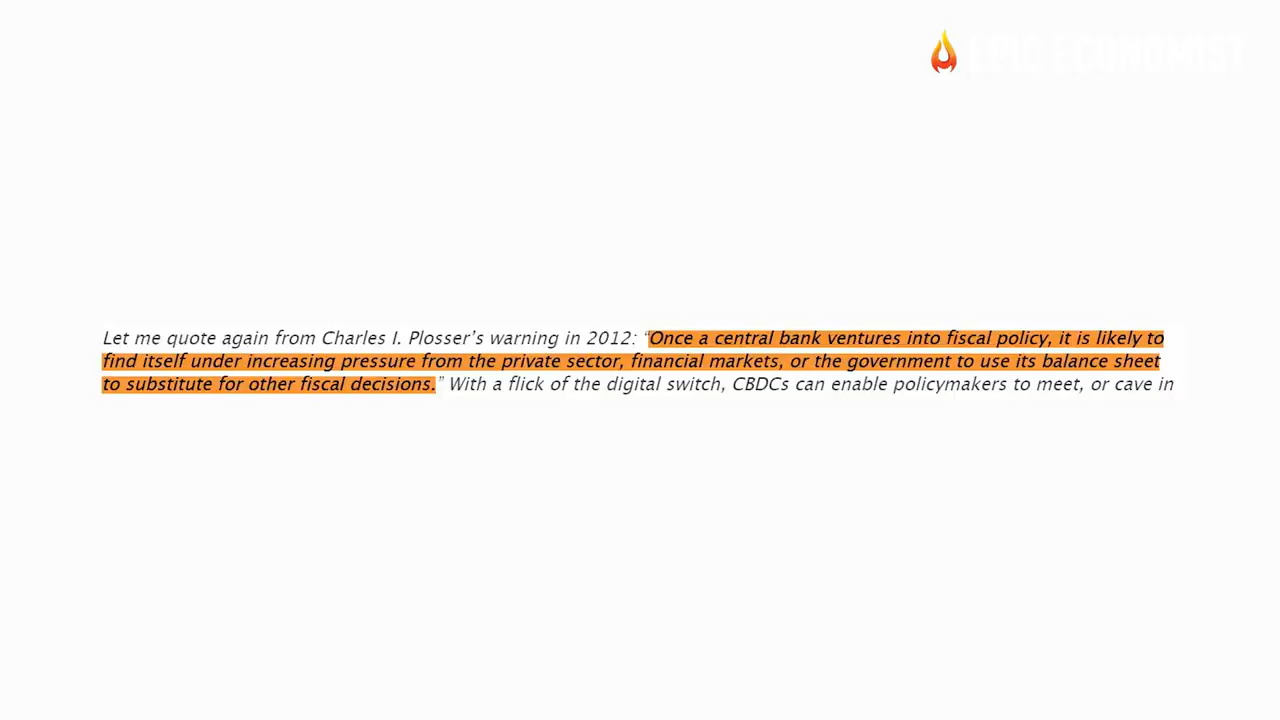 EPIC ECONOMIST
Let me quote again from Charles I. Plosser’s warning in 2012: “Once a central bank ventures into fiscal policy, it is likely to
find itself under increasing pressure from the private sector, financial markets, or the government to use its balance sheet
to substitute for other fiscal decisions.” With a flick of the digital switch, CBDCs can enable policymakers to meet, or cave in